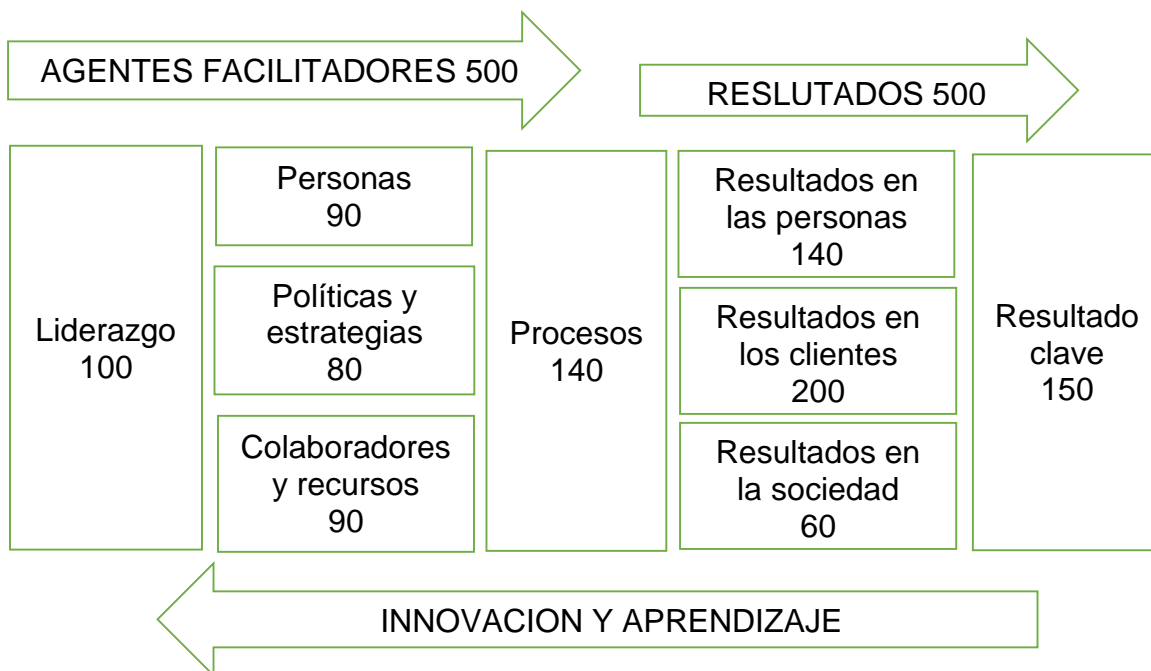 AGENTES FACILITADORES 500
RESLUTADOS 500
Liderazgo
100
Personas
90
Políticas y
estrategias
80
Colaboradores
y recursos
90
Procesos
140
Resultados en
las personas
140
Resultados en
los clientes
200
Resultados en
la sociedad
60
Resultado
clave
150
INNOVACION Y APRENDIZAJE